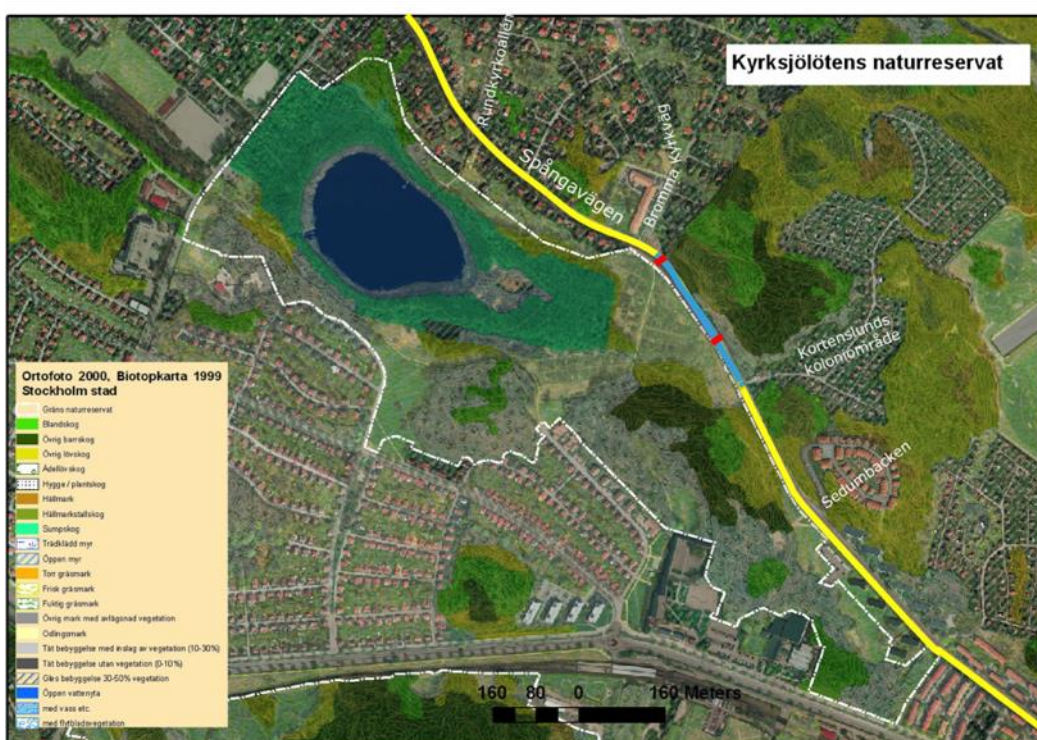 Kyrksjölötens naturreservat
Rundkyrkoallén
Spångavägen
Bromma Kyrkväg
Kortenslunds
koloniområde
Sedumbacken
Ortofoto 2000, Biotopkarta 1999
Stockholm stad
Gräns naturreservat
Blandskog
Övrig barrskog
Övrig lövskog
Ädellövskog
Hygge / plantskog
Hällmark
Hällmarkstallskog
Sumpskog
Trädklädd myr
Öppen myr
Torr gräsmark
Frisk gräsmark
Fuktig gräsmark
Övrig mark med avlägsnad vegetation
Odlingsmark
Tät bebyggelse med inslag av vegetation (10-30%)
Tät bebyggelse utan vegetation (0-10%)
Gles bebyggelse 30-50% vegetation
Öppen vattenyta
med vass etc.
med flytbladsvegetation
160 80 0 160 Meters